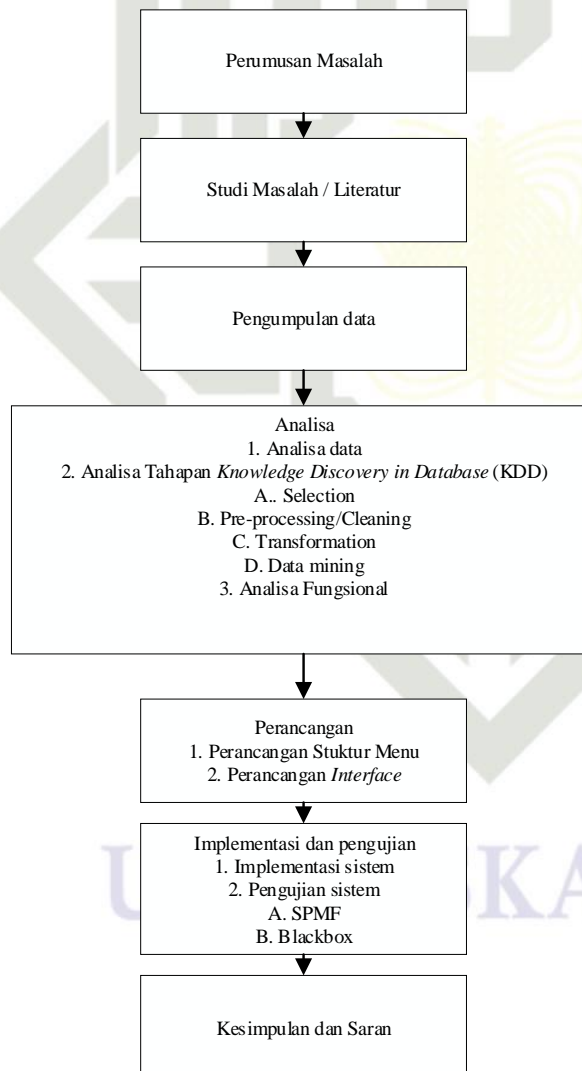 Perumusan Masalah
Studi Masalah / Literatur
Pengumpulan data
Analisa
1. Analisa data
2. Analisa Tahapan Knowledge Discovery in Database (KDD)
A.. Selection
B. Pre-processing/Cleaning
C. Transformation
D. Data mining
3. Analisa Fungsional
Perancangan
1. Perancangan Stuktur Menu
2. Perancangan Interface
Implementasi dan pengujian
1. Implementasi sistem
2. Pengujian sistem
A. SPMF
B. Blackbox
Kesimpulan dan Saran